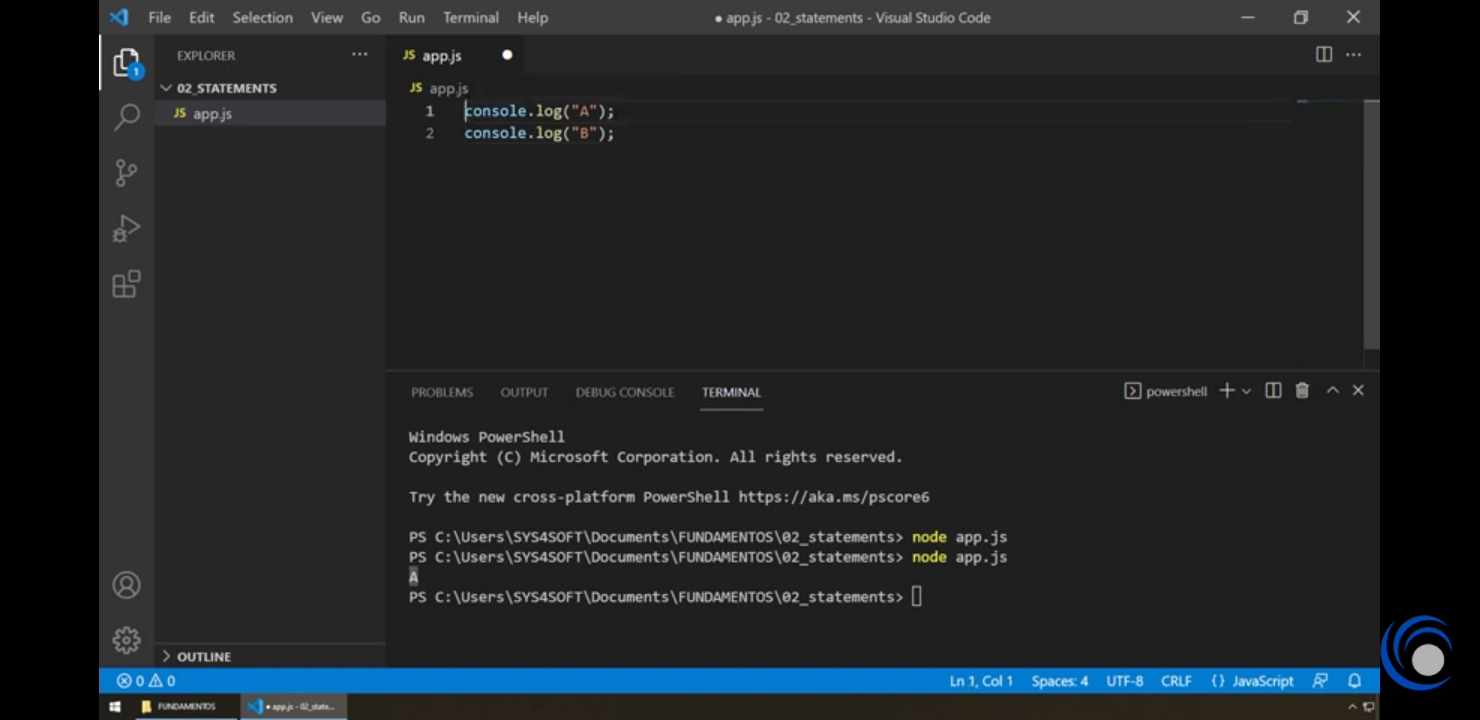 File Edit Selection View Go Run Terminal Help ● app.js - 02_statements - Visual Studio Code
EXPLORER ···
JS app.js ●
1
02_STATEMENTS
JS app.js
JS app.js
1 console.log("A");
2 console.log("B");
PROBLEMS OUTPUT DEBUG CONSOLE TERMINAL
powershell
Windows PowerShell
Copyright (C) Microsoft Corporation. All rights reserved.
Try the new cross-platform PowerShell https://aka.ms/pscore6
PS C:\Users\SYS4SOFT\Documents\FUNDAMENTOS\02_statements> node app.js
PS C:\Users\SYS4SOFT\Documents\FUNDAMENTOS\02_statements> node app.js
A
PS C:\Users\SYS4SOFT\Documents\FUNDAMENTOS\02_statements>
OUTLINE
0 0
Ln 1, Col 1 Spaces: 4 UTF-8 CRLF {} JavaScript
FUNDAMENTOS
● app.js - 02_state...